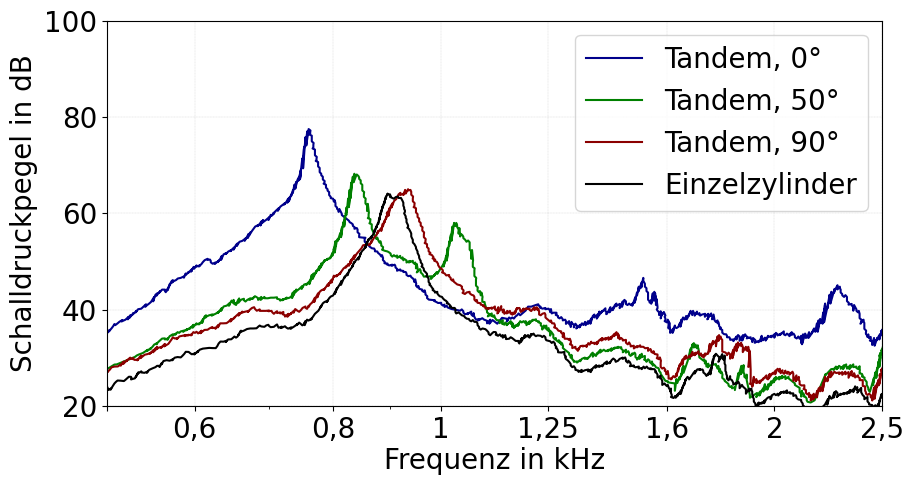 100
80
60
40
20
Schalldruckpegel in dB
Tandem, 0°
Tandem, 50°
Tandem, 90°
Einzelzylinder
0,6 0,8 1 1,25 1,6 2 2,5
Frequenz in kHz